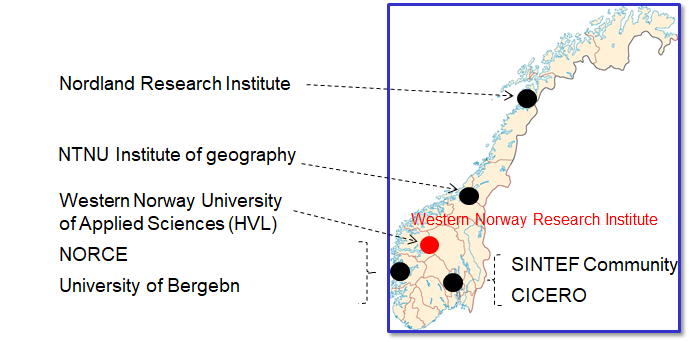 Nordland Research Institute
NTNU Institute of geography
Western Norway University
of Applied Sciences (HVL)
Western Norway Research Institute
NORCE
University of Bergebn
SINTEF Community
CICERO